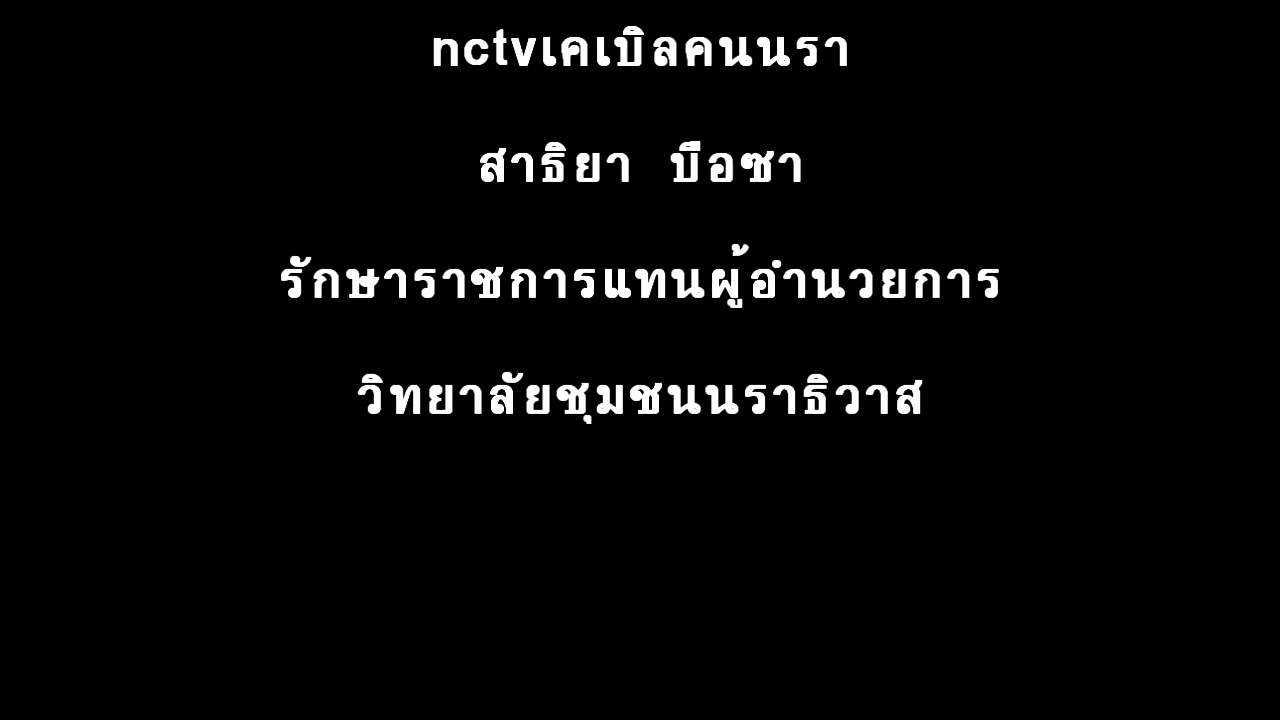 nctvเคเบิลคนนรา
สาธิยา บือซา
รักษาราชการแทนผู้อำนวยการ
วิทยาลัยชุมชนนราธิวาส